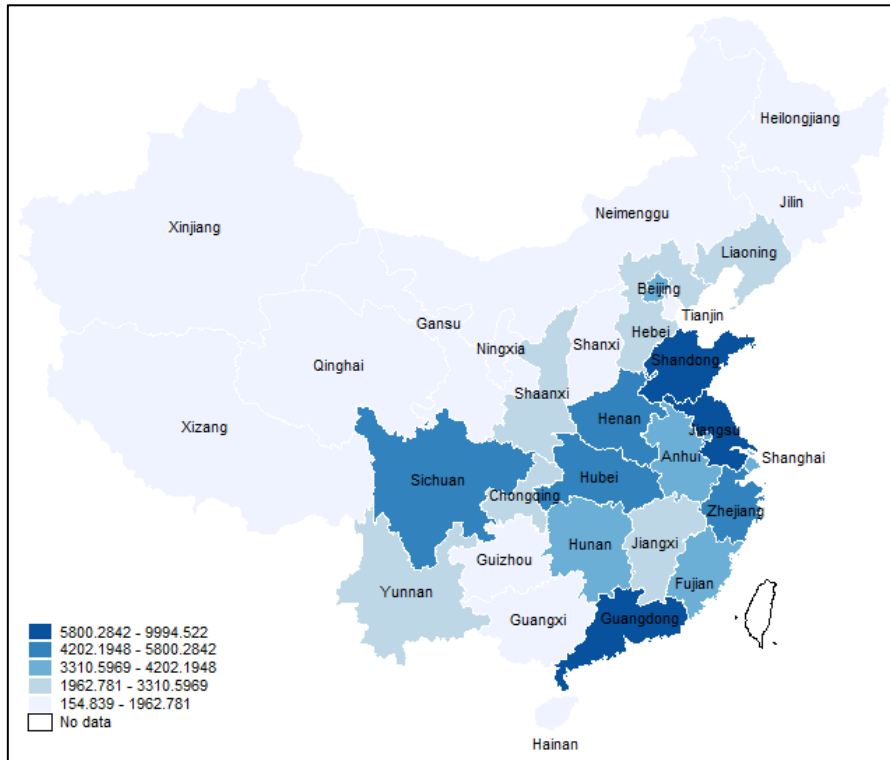 Heilongjiang
Jilin
Neimenggu
Xinjiang
Liaoning
Beijing
Tianjin
Gansu
Hebei
Ningxia
Shanxi
Shandong
Qinghai
Shaanxi
Henan
Jiangsu
Xizang
Anhui
Shanghai
Sichuan
Hubei
Chongqing
Zhejiang
Hunan
Jiangxi
Guizhou
Fujian
Yunnan
Guangxi
Guangdong
5800.2842 - 9994.522
4202.1948 - 5800.2842
3310.5969 - 4202.1948
1962.781 - 3310.5969
154.839 - 1962.781
No data
Hainan